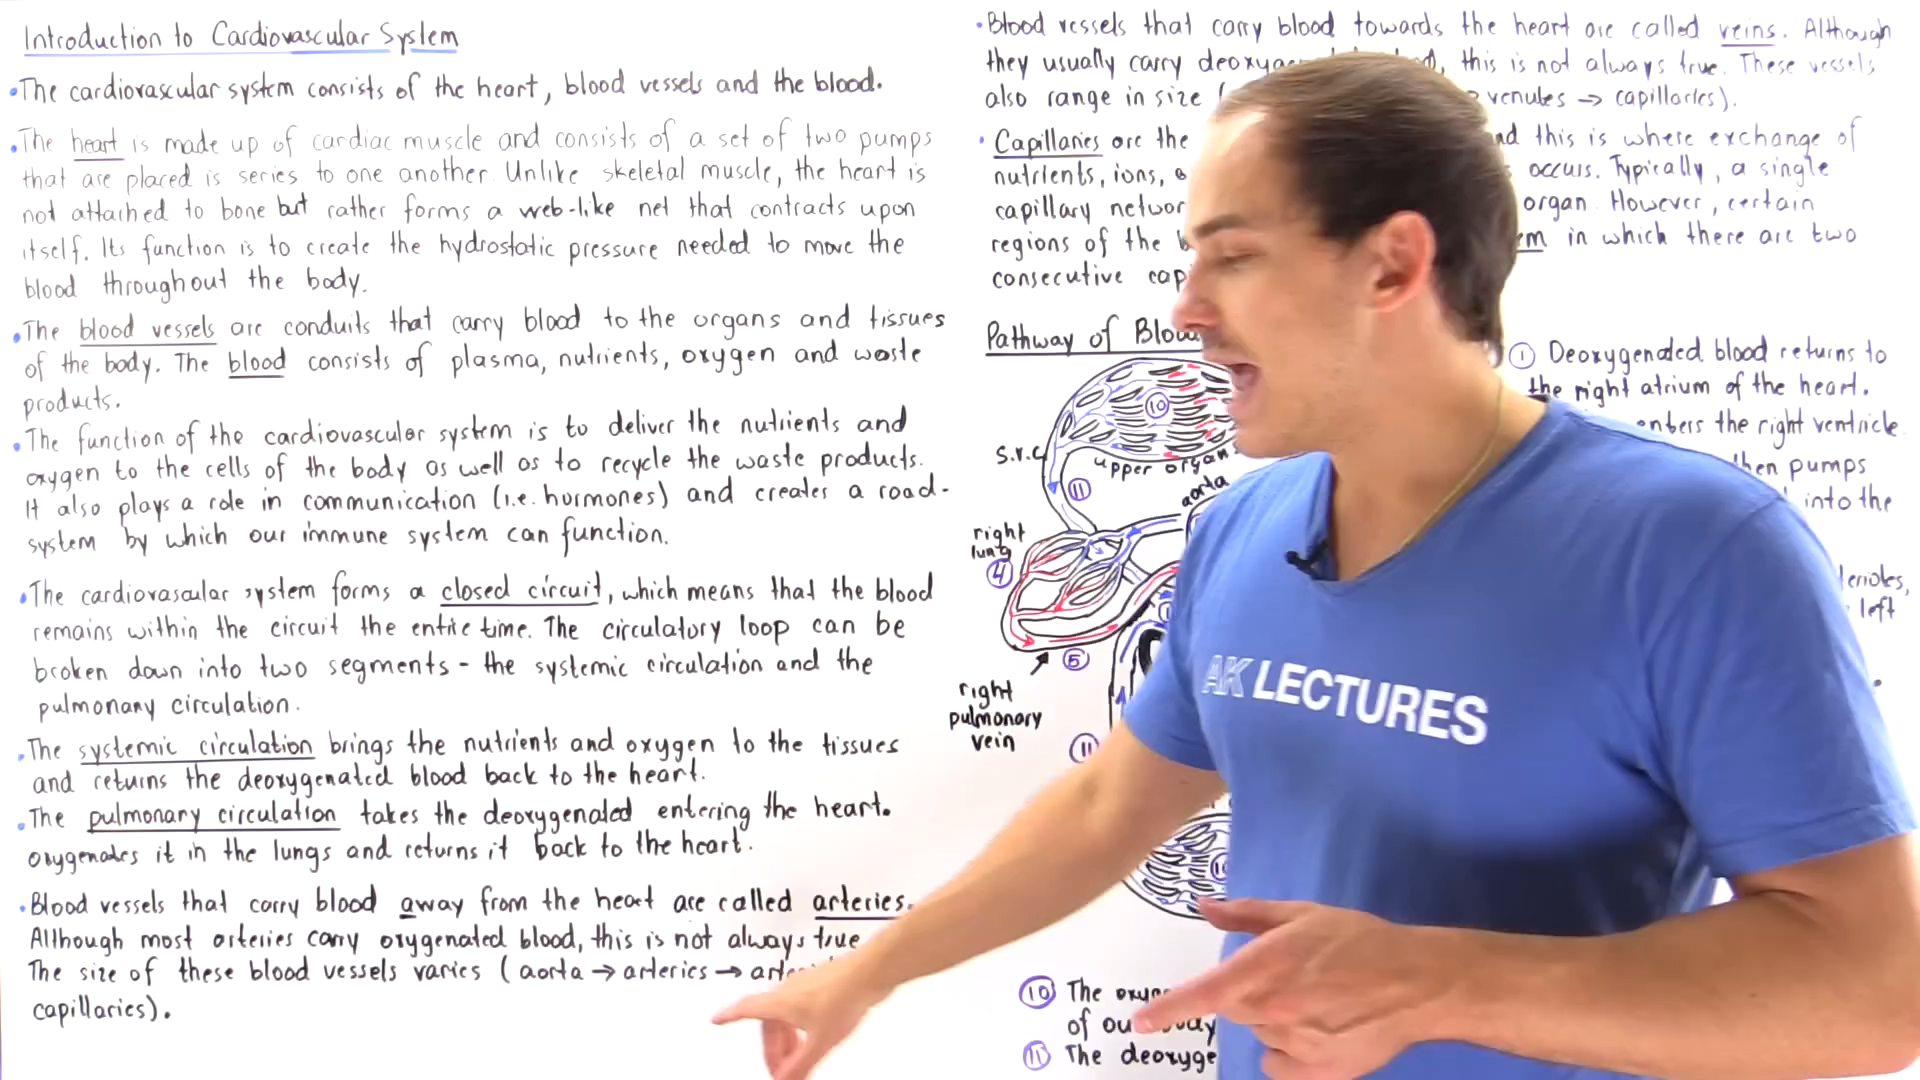 Introduction to Cardiovascular System
•The cardiovascular system consists of the heart, blood vessels and the blood.
•The heart is made up of cardiac muscle and consists of a set of two pumps
that are placed is series to one another. Unlike skeletal muscle, the heart is
not attached to bone but rather forms a web-like net that contracts upon
itself. Its function is to create the hydrostatic pressure needed to move the
blood throughout the body.
•The blood vessels are conduits that carry blood to the organs and tissues
of the body. The blood consists of plasma, nutrients, oxygen and waste
products.
•The function of the cardiovascular system is to deliver the nutrients and
oxygen to the cells of the body as well as to recycle the waste products.
It also plays a role in communication (i.e. hormones) and creates a road-
system by which our immune system can function.
•The cardiovascular system forms a closed circuit, which means that the blood
remains within the circuit the entire time. The circulatory loop can be
broken down into two segments - the systemic circulation and the
pulmonary circulation.
•The systemic circulation brings the nutrients and oxygen to the tissues
and returns the deoxygenated blood back to the heart.
•The pulmonary circulation takes the deoxygenated entering the heart.
oxygenates it in the lungs and returns it back to the heart.
•Blood vessels that carry blood away from the heart are called arteries.
Although most arteries carry oxygenated blood, this is not always true
The size of these blood vessels varies (aorta → arteries →
capillaries).
•Blood vessels that carry blood towards the heart are called veins. Although
they usually carry this is not always true. These vessels
also range in size venules → capillaries).
•Capillaries are the and this is where exchange of
nutrients, ions, occurs. Typically, a single
capillary organ. However, certain
regions of the in which there are two
consecutive
Pathway of Blood
10
s.v.c.
upper organs
11
aorta
right
lung
4
5
right
pulmonary
vein
11
1 Deoxygenated blood returns to
the right atrium of the heart.
enters the right ventricle
then pumps
into the
left
10 The
of our body
11 The
AK LECTURES